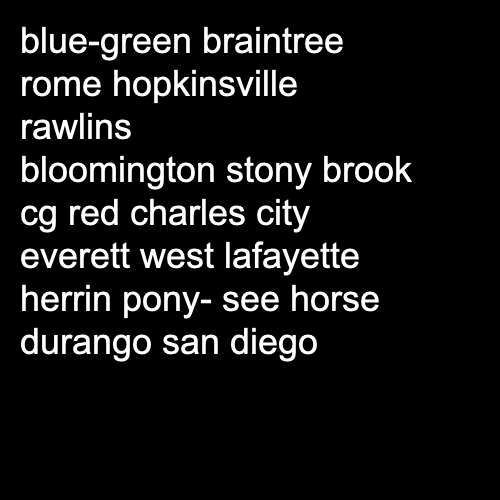 blue-green braintree
rome hopkinsville
rawlins
bloomington stony brook
cg red charles city
everett west lafayette
herrin pony- see horse
durango san diego